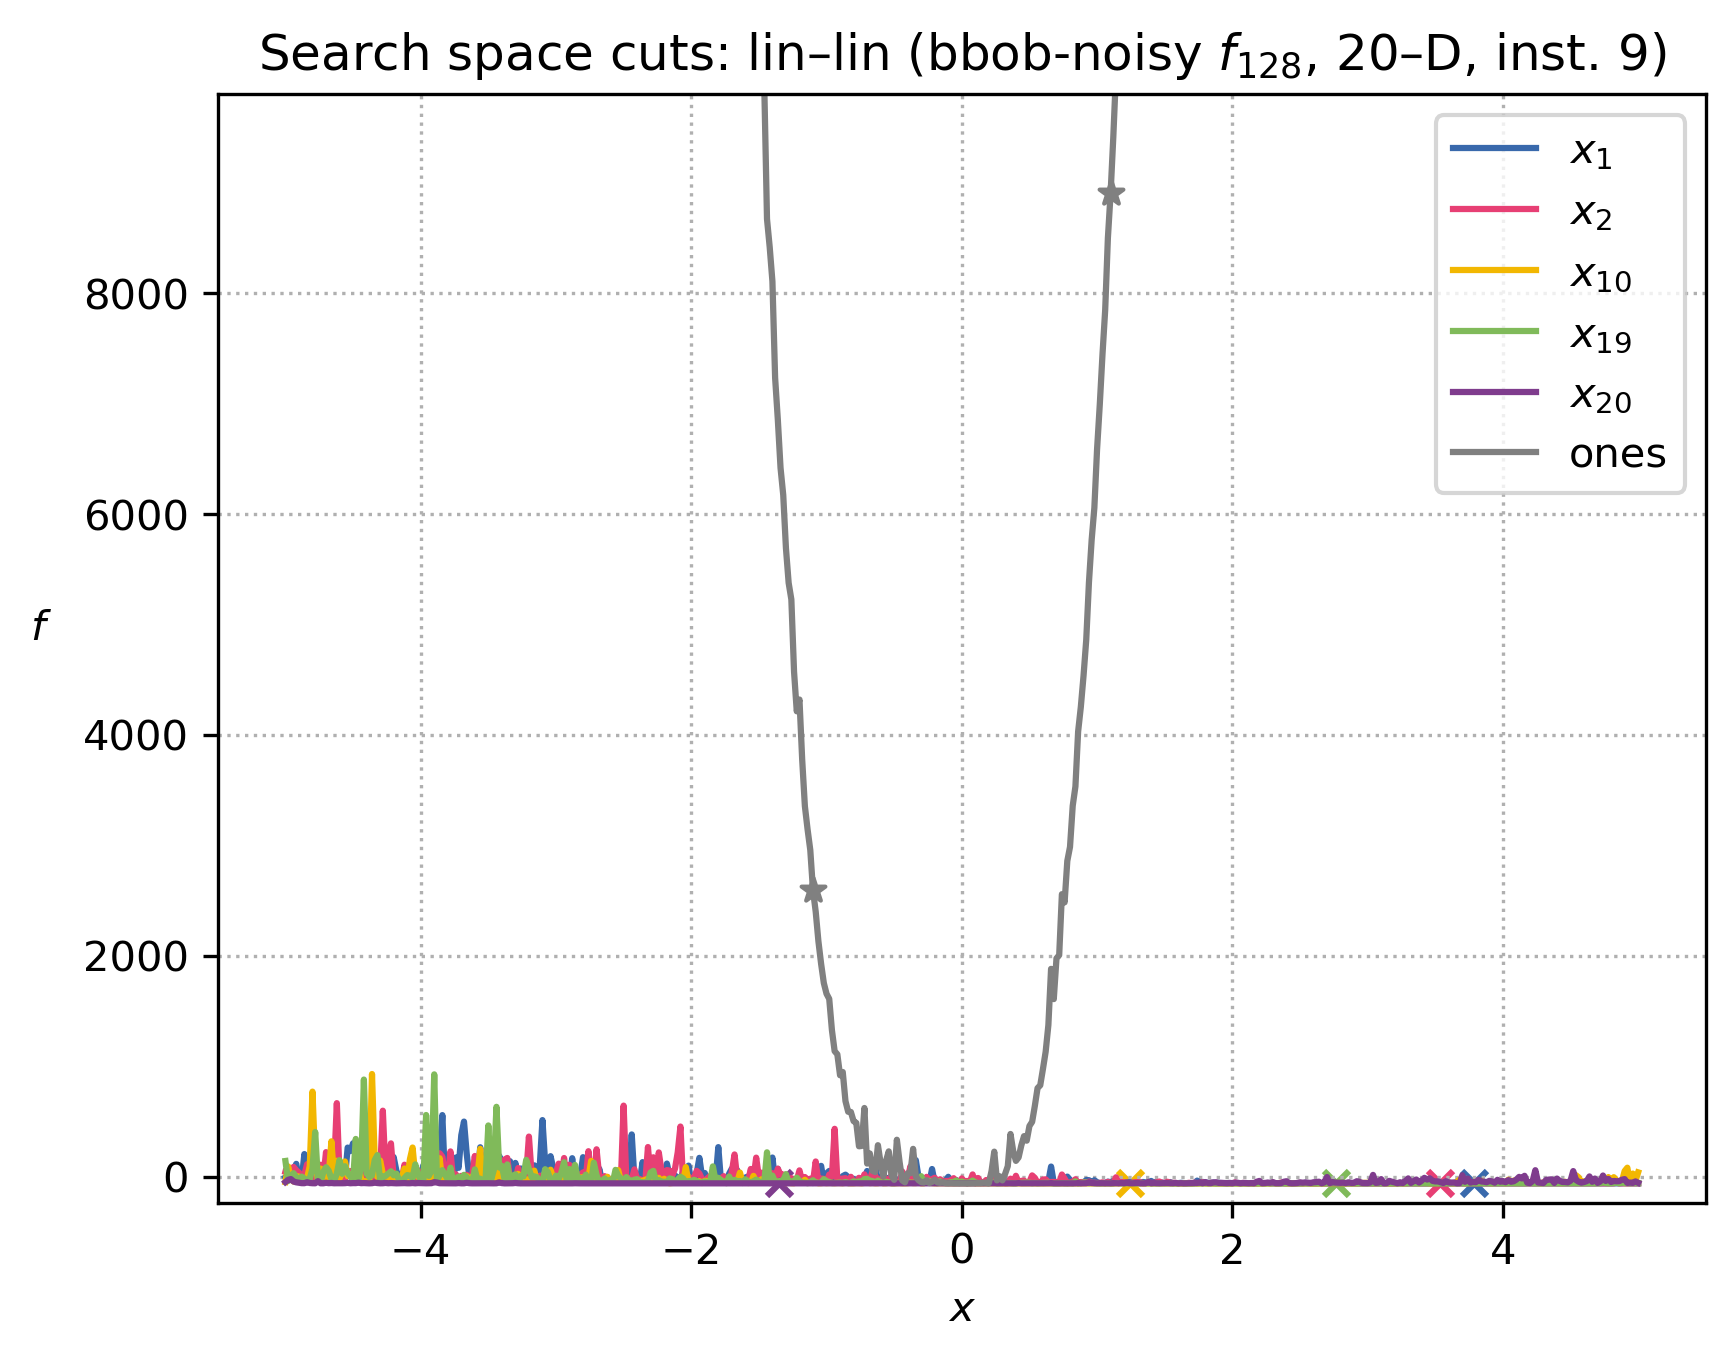 Search space cuts: lin–lin (bbob-noisy f₁₂₈, 20–D, inst. 9)
x₁
x₂
x₁₀
x₁₉
x₂₀
ones
8000
6000
4000
2000
0
f
−4
−2
0
2
4
x